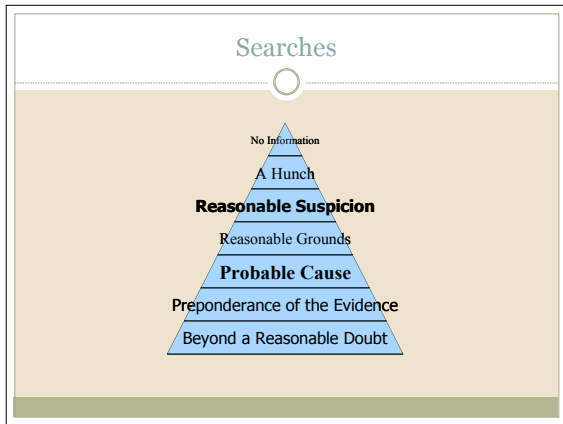 Searches
No Information
A Hunch
Reasonable Suspicion
Reasonable Grounds
Probable Cause
Preponderance of the Evidence
Beyond a Reasonable Doubt